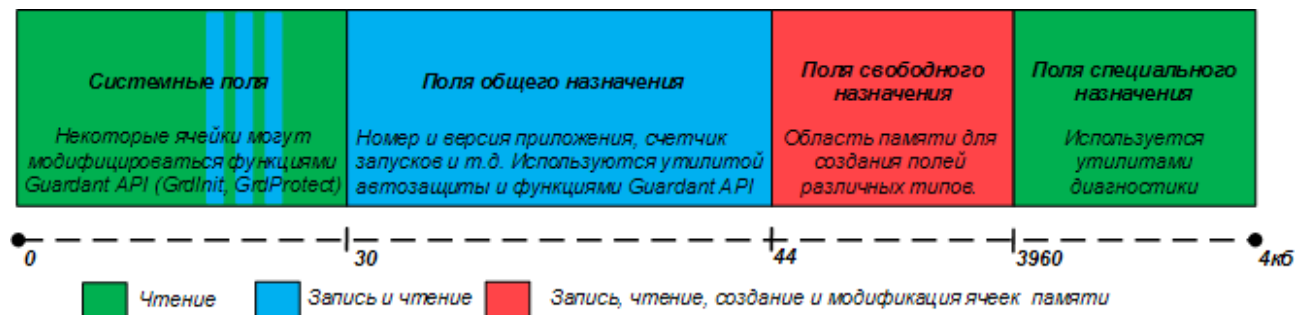 Системные поля
Некоторые ячейки могут
модифицироваться функциями
Guardant API (GrdInit, GrdProtect)
Поля общего назначения
Номер и версия приложения, счетчик
запусков и т.д. Используются утилитой
автозащиты и функциями Guardant API
Поля свободного
назначения
Область памяти для
создания полей
различных типов.
Поля специального
назначения
Используется
утилитами
диагностики
0
30
44
3960
4кб
Чтение
Запись и чтение
Запись, чтение, создание и модификация ячеек памяти